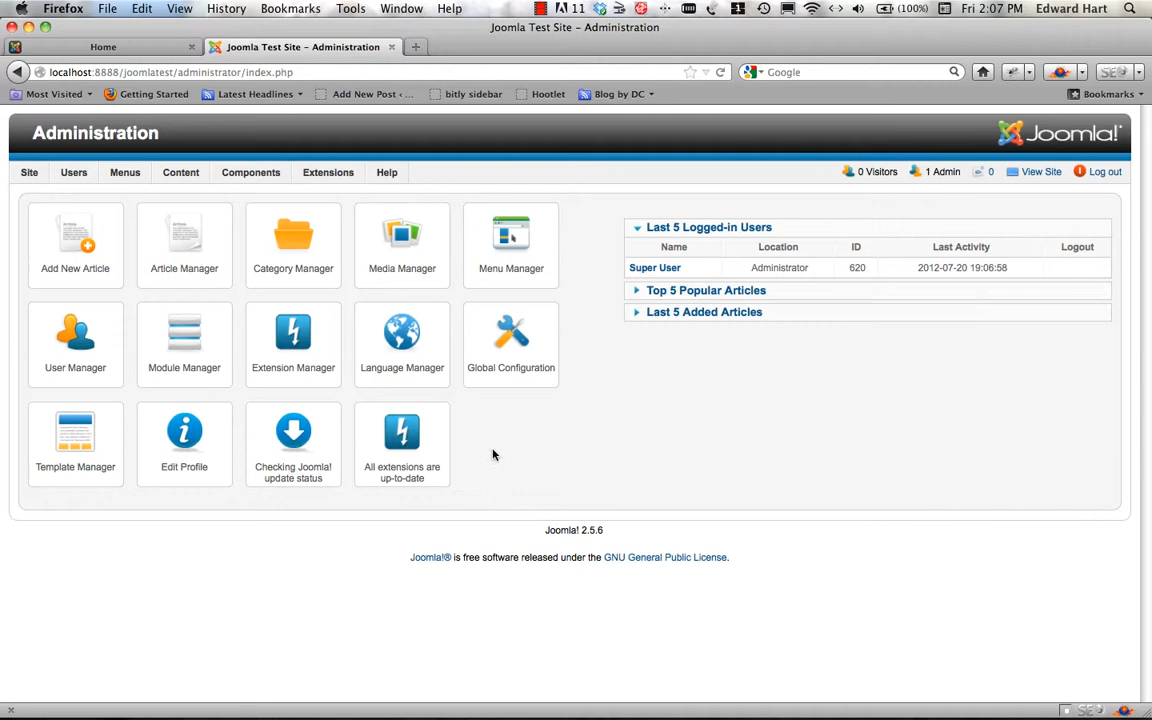 Firefox File Edit View History Bookmarks Tools Window Help 11 1 (100%) Fri 2:07 PM Edward Hart
Joomla Test Site – Administration
Home Joomla Test Site – Administration
localhost:8888/joomlatest/administrator/index.php Google
Most Visited Getting Started Latest Headlines Add New Post ‹... bitly sidebar Hootlet Blog by DC Bookmarks
Administration Joomla!
Site Users Menus Content Components Extensions Help 0 Visitors 1 Admin 0 View Site Log out
Add New Article Article Manager Category Manager Media Manager Menu Manager
User Manager Module Manager Extension Manager Language Manager Global Configuration
Template Manager Edit Profile Checking Joomla! All extensions are
update status up-to-date
Last 5 Logged-in Users
Name Location ID Last Activity Logout
Super User Administrator 620 2012-07-20 19:06:58
Top 5 Popular Articles
Last 5 Added Articles
Joomla! 2.5.6
Joomla!® is free software released under the GNU General Public License.